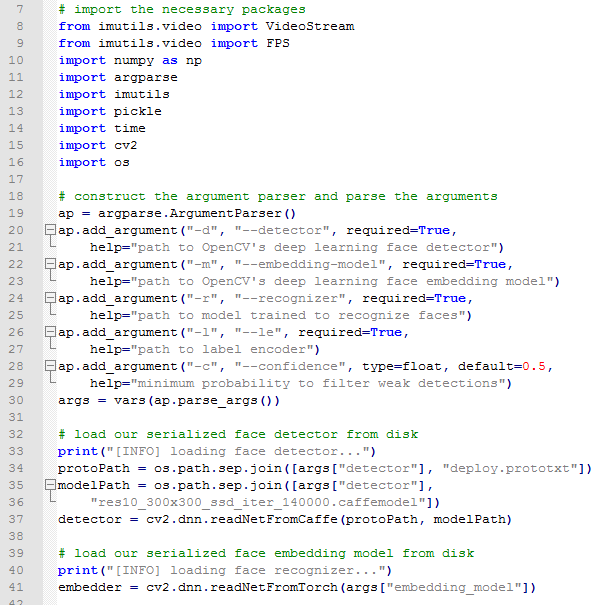 7 # import the necessary packages
8 from imutils.video import VideoStream
9 from imutils.video import FPS
10 import numpy as np
11 import argparse
12 import imutils
13 import pickle
14 import time
15 import cv2
16 import os
17
18 # construct the argument parser and parse the arguments
19 ap = argparse.ArgumentParser()
20 ap.add_argument("-d", "--detector", required=True,
21     help="path to OpenCV's deep learning face detector")
22 ap.add_argument("-m", "--embedding-model", required=True,
23     help="path to OpenCV's deep learning face embedding model")
24 ap.add_argument("-r", "--recognizer", required=True,
25     help="path to model trained to recognize faces")
26 ap.add_argument("-l", "--le", required=True,
27     help="path to label encoder")
28 ap.add_argument("-c", "--confidence", type=float, default=0.5,
29     help="minimum probability to filter weak detections")
30 args = vars(ap.parse_args())
31
32 # load our serialized face detector from disk
33 print("[INFO] loading face detector...")
34 protoPath = os.path.sep.join([args["detector"], "deploy.prototxt"])
35 modelPath = os.path.sep.join([args["detector"],
36     "res10_300x300_ssd_iter_140000.caffemodel"])
37 detector = cv2.dnn.readNetFromCaffe(protoPath, modelPath)
38
39 # load our serialized face embedding model from disk
40 print("[INFO] loading face recognizer...")
41 embedder = cv2.dnn.readNetFromTorch(args["embedding_model"])
42